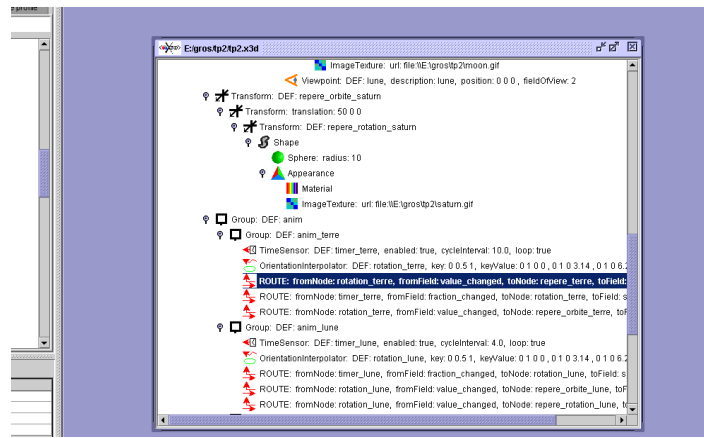 e profile
E:/gros/tp2/tp2.x3d
ImageTexture: url: file:\\E:\gros\tp2\moon.gif
Viewpoint: DEF: lune, description: lune, position: 0 0 0 , fieldOfView: 2
Transform: DEF: repere_orbite_saturn
Transform: translation: 50 0 0
Transform: DEF: repere_rotation_saturn
Shape
Sphere: radius: 10
Appearance
Material
ImageTexture: url: file:\\E:\gros\tp2\saturn.gif
Group: DEF: anim
Group: DEF: anim_terre
TimeSensor: DEF: timer_terre, enabled: true, cycleInterval: 10.0, loop: true
OrientationInterpolator: DEF: rotation_terre, key: 0 0.5 1, keyValue: 0 1 0 0 , 0 1 0 3.14 , 0 1 0 6.2
ROUTE: fromNode: rotation_terre, fromField: value_changed, toNode: repere_terre, toField:
ROUTE: fromNode: timer_terre, fromField: fraction_changed, toNode: rotation_terre, toField: s
ROUTE: fromNode: rotation_terre, fromField: value_changed, toNode: repere_orbite_terre, to
Group: DEF: anim_lune
TimeSensor: DEF: timer_lune, enabled: true, cycleInterval: 4.0, loop: true
OrientationInterpolator: DEF: rotation_lune, key: 0 0.5 1, keyValue: 0 1 0 0 , 0 1 0 3.14 , 0 1 0 6.2
ROUTE: fromNode: timer_lune, fromField: fraction_changed, toNode: rotation_lune, toField: s
ROUTE: fromNode: rotation_lune, fromField: value_changed, toNode: repere_orbite_lune, toF
ROUTE: fromNode: rotation_lune, fromField: value_changed, toNode: repere_rotation_lune, t